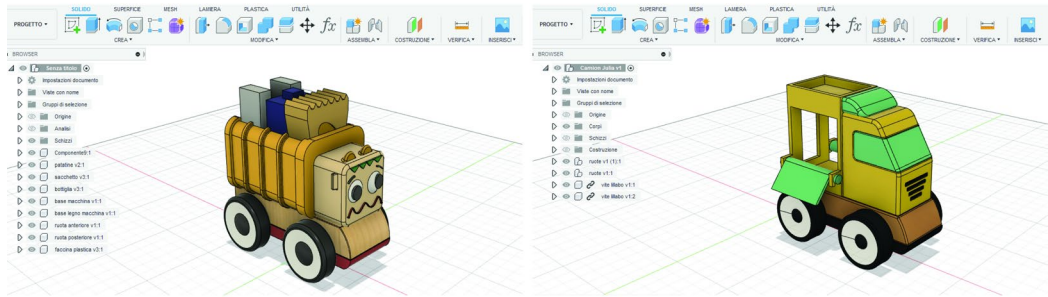 SOLIDO SUPERFICIE MESH LAMIERA PLASTICA UTILITÀ
PROGETTO
CREA MODIFICA ASSEMBLA COSTRUZIONE VERIFICA INSERISCI
fx
BROWSER
Senza titolo
Impostazioni documento
Viste con nome
Gruppi di selezione
Origine
Analisi
Schizzi
Componente8:1
patatine v2:1
sacchetto v3:1
bottiglia v3:1
base macchina v1:1
base legno macchina v1:1
ruota anteriore v1:1
ruota posteriore v1:1
faccina plastica v3:1
SOLIDO SUPERFICIE MESH LAMIERA PLASTICA UTILITÀ
PROGETTO
CREA MODIFICA ASSEMBLA COSTRUZIONE VERIFICA INSERISCI
fx
BROWSER
Camion Julia v1
Impostazioni documento
Viste con nome
Gruppi di selezione
Origine
Corpi
Schizzi
Costruzione
ruote v1 (1):1
ruote v1:1
vite lillabo v1:1
vite lillabo v1:2